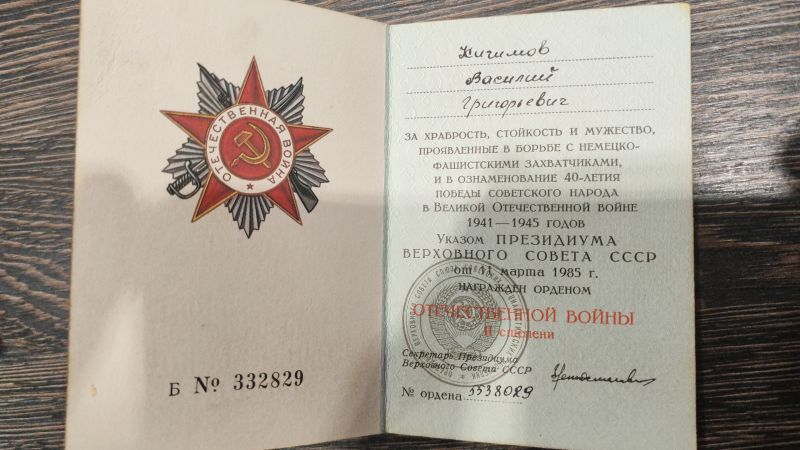 ОТЕЧЕСТВЕННАЯ ВОЙНА
Б № 332829
Кичимов
Василий
Григорьевич
ЗА ХРАБРОСТЬ, СТОЙКОСТЬ И МУЖЕСТВО,
ПРОЯВЛЕННЫЕ В БОРЬБЕ С НЕМЕЦКО-
ФАШИСТСКИМИ ЗАХВАТЧИКАМИ,
И В ОЗНАМЕНОВАНИЕ 40-ЛЕТИЯ
ПОБЕДЫ СОВЕТСКОГО НАРОДА
В ВЕЛИКОЙ ОТЕЧЕСТВЕННОЙ ВОЙНЕ
1941—1945 ГОДОВ
УКАЗОМ ПРЕЗИДИУМА
ВЕРХОВНОГО СОВЕТА СССР
от 11 марта 1985 г.
НАГРАЖДЕН ОРДЕНОМ
ОТЕЧЕСТВЕННОЙ ВОЙНЫ
II степени
Секретарь Президиума
Верховного Совета СССР
№ ордена 5538029